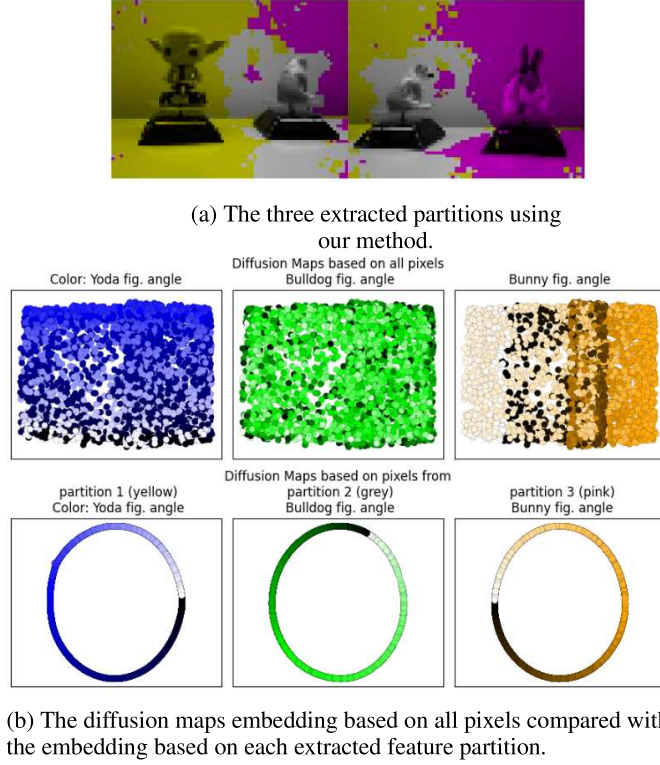 (a) The three extracted partitions using
our method.
Diffusion Maps based on all pixels
Color: Yoda fig. angle
Bulldog fig. angle
Bunny fig. angle
Diffusion Maps based on pixels from
partition 1 (yellow)
Color: Yoda fig. angle
partition 2 (grey)
Bulldog fig. angle
partition 3 (pink)
Bunny fig. angle
(b) The diffusion maps embedding based on all pixels compared with
the embedding based on each extracted feature partition.